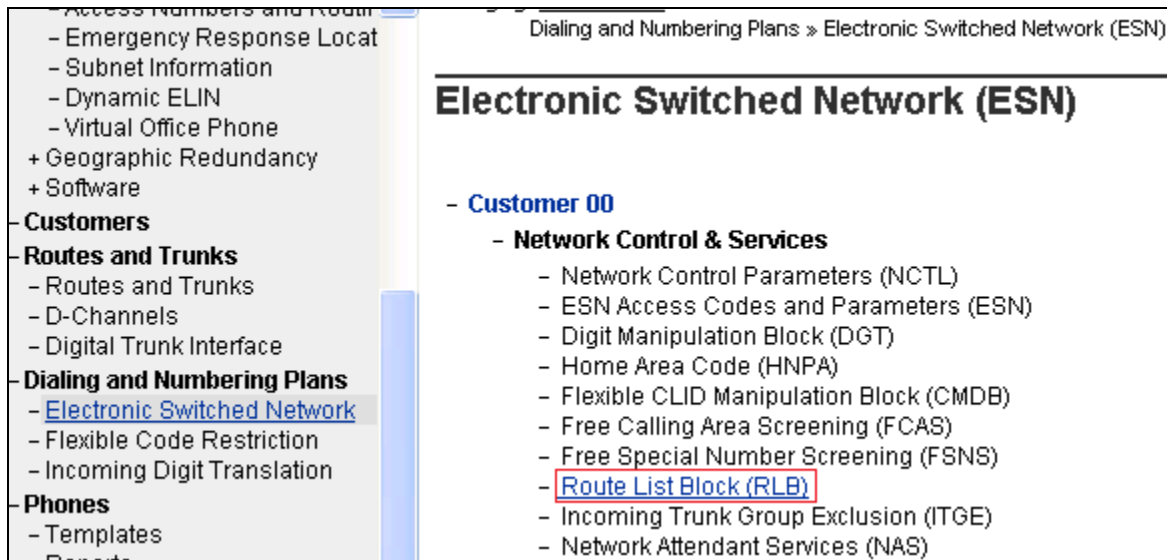 – Emergency Response Locat
– Subnet Information
– Dynamic ELIN
– Virtual Office Phone
+ Geographic Redundancy
+ Software
– Customers
– Routes and Trunks
– Routes and Trunks
– D-Channels
– Digital Trunk Interface
– Dialing and Numbering Plans
– Electronic Switched Network
– Flexible Code Restriction
– Incoming Digit Translation
– Phones
– Templates
Dialing and Numbering Plans » Electronic Switched Network (ESN)
Electronic Switched Network (ESN)
– Customer 00
– Network Control & Services
– Network Control Parameters (NCTL)
– ESN Access Codes and Parameters (ESN)
– Digit Manipulation Block (DGT)
– Home Area Code (HNPA)
– Flexible CLID Manipulation Block (CMDB)
– Free Calling Area Screening (FCAS)
– Free Special Number Screening (FSNS)
– Route List Block (RLB)
– Incoming Trunk Group Exclusion (ITGE)
– Network Attendant Services (NAS)